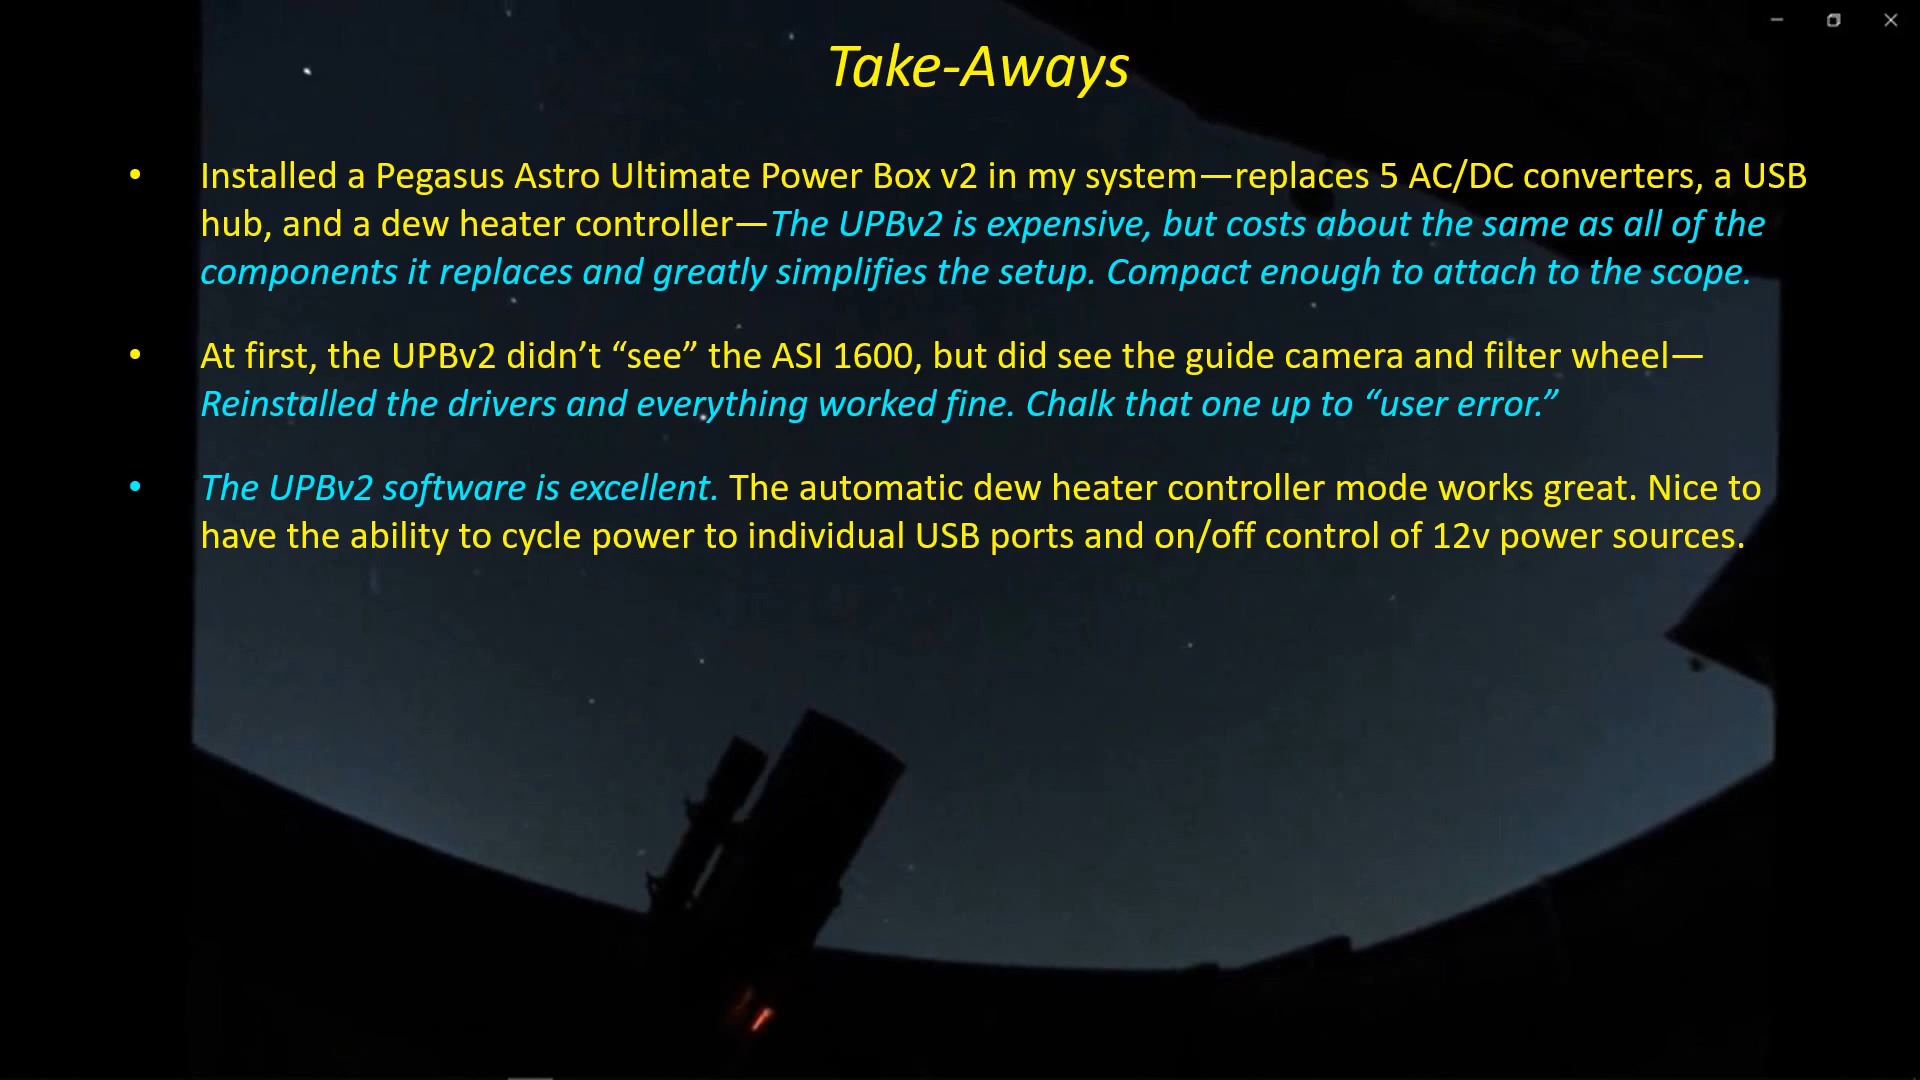 Take-Aways
• Installed a Pegasus Astro Ultimate Power Box v2 in my system—replaces 5 AC/DC converters, a USB
hub, and a dew heater controller—The UPBv2 is expensive, but costs about the same as all of the
components it replaces and greatly simplifies the setup. Compact enough to attach to the scope.
• At first, the UPBv2 didn’t “see” the ASI 1600, but did see the guide camera and filter wheel—
Reinstalled the drivers and everything worked fine. Chalk that one up to “user error.”
• The UPBv2 software is excellent. The automatic dew heater controller mode works great. Nice to
have the ability to cycle power to individual USB ports and on/off control of 12v power sources.